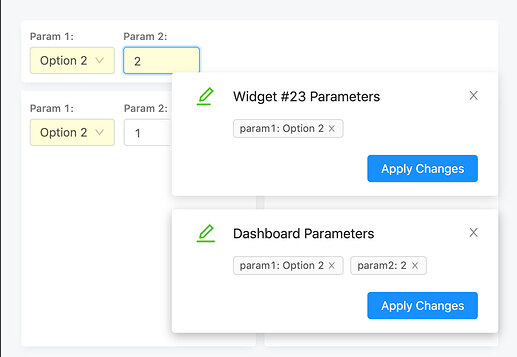 Param 1: Param 2:
Option 2 2
Widget #23 Parameters
param1: Option 2
Apply Changes
Param 1: Param 2:
Option 2 1
Dashboard Parameters
param1: Option 2 param2: 2
Apply Changes